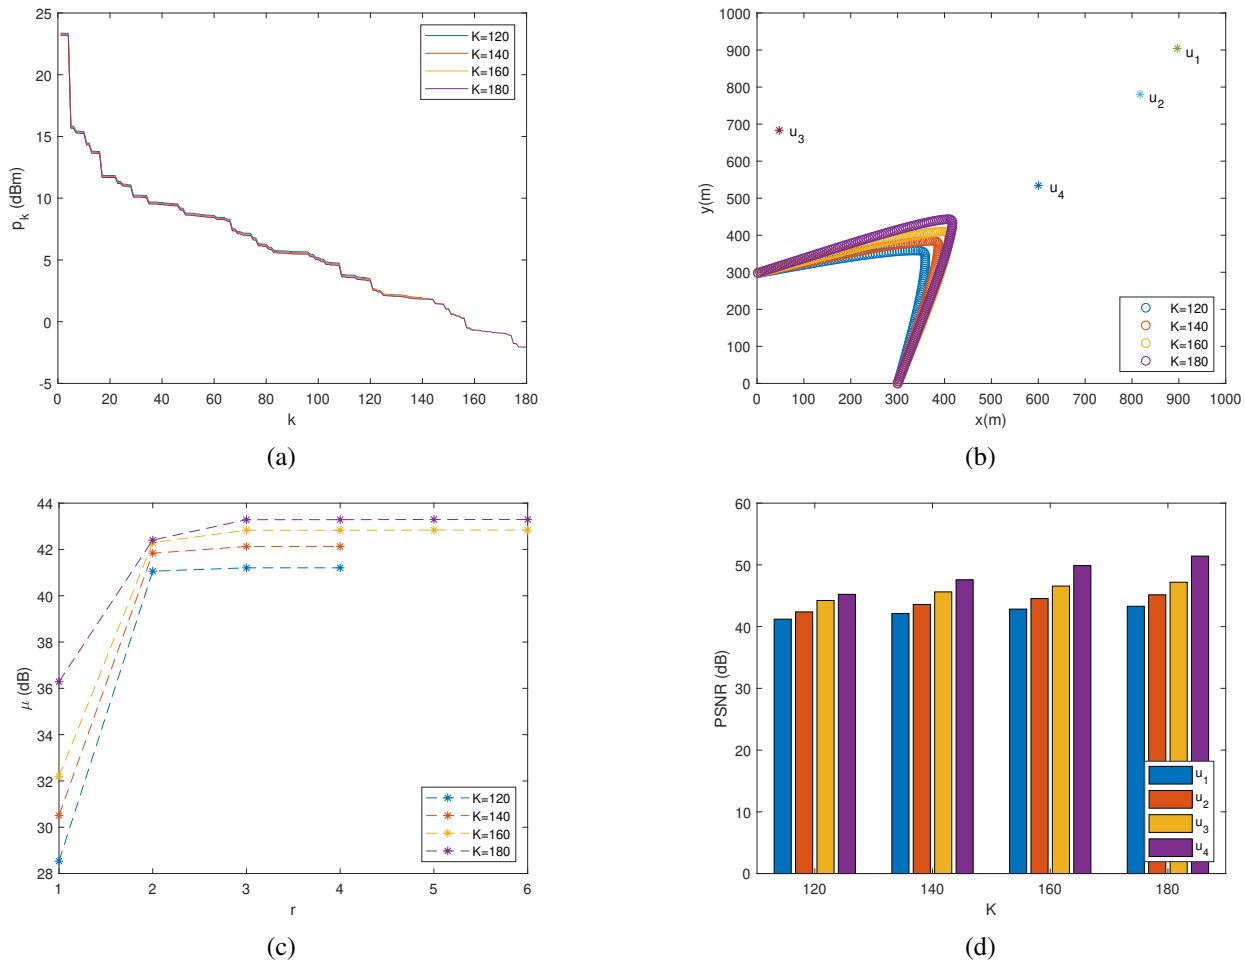 25
20
15
10
5
0
-5
p_k (dBm)
0 20 40 60 80 100 120 140 160 180
k
K=120
K=140
K=160
K=180
(a)
1000
900
800
700
600
500
400
300
200
100
0
y(m)
0 100 200 300 400 500 600 700 800 900 1000
x(m)
u_1
u_2
u_3
u_4
K=120
K=140
K=160
K=180
(b)
44
42
40
38
36
34
32
30
28
μ (dB)
1 2 3 4 5 6
r
K=120
K=140
K=160
K=180
(c)
60
50
40
30
20
10
0
PSNR (dB)
120 140 160 180
K
u_1
u_2
u_3
u_4
(d)